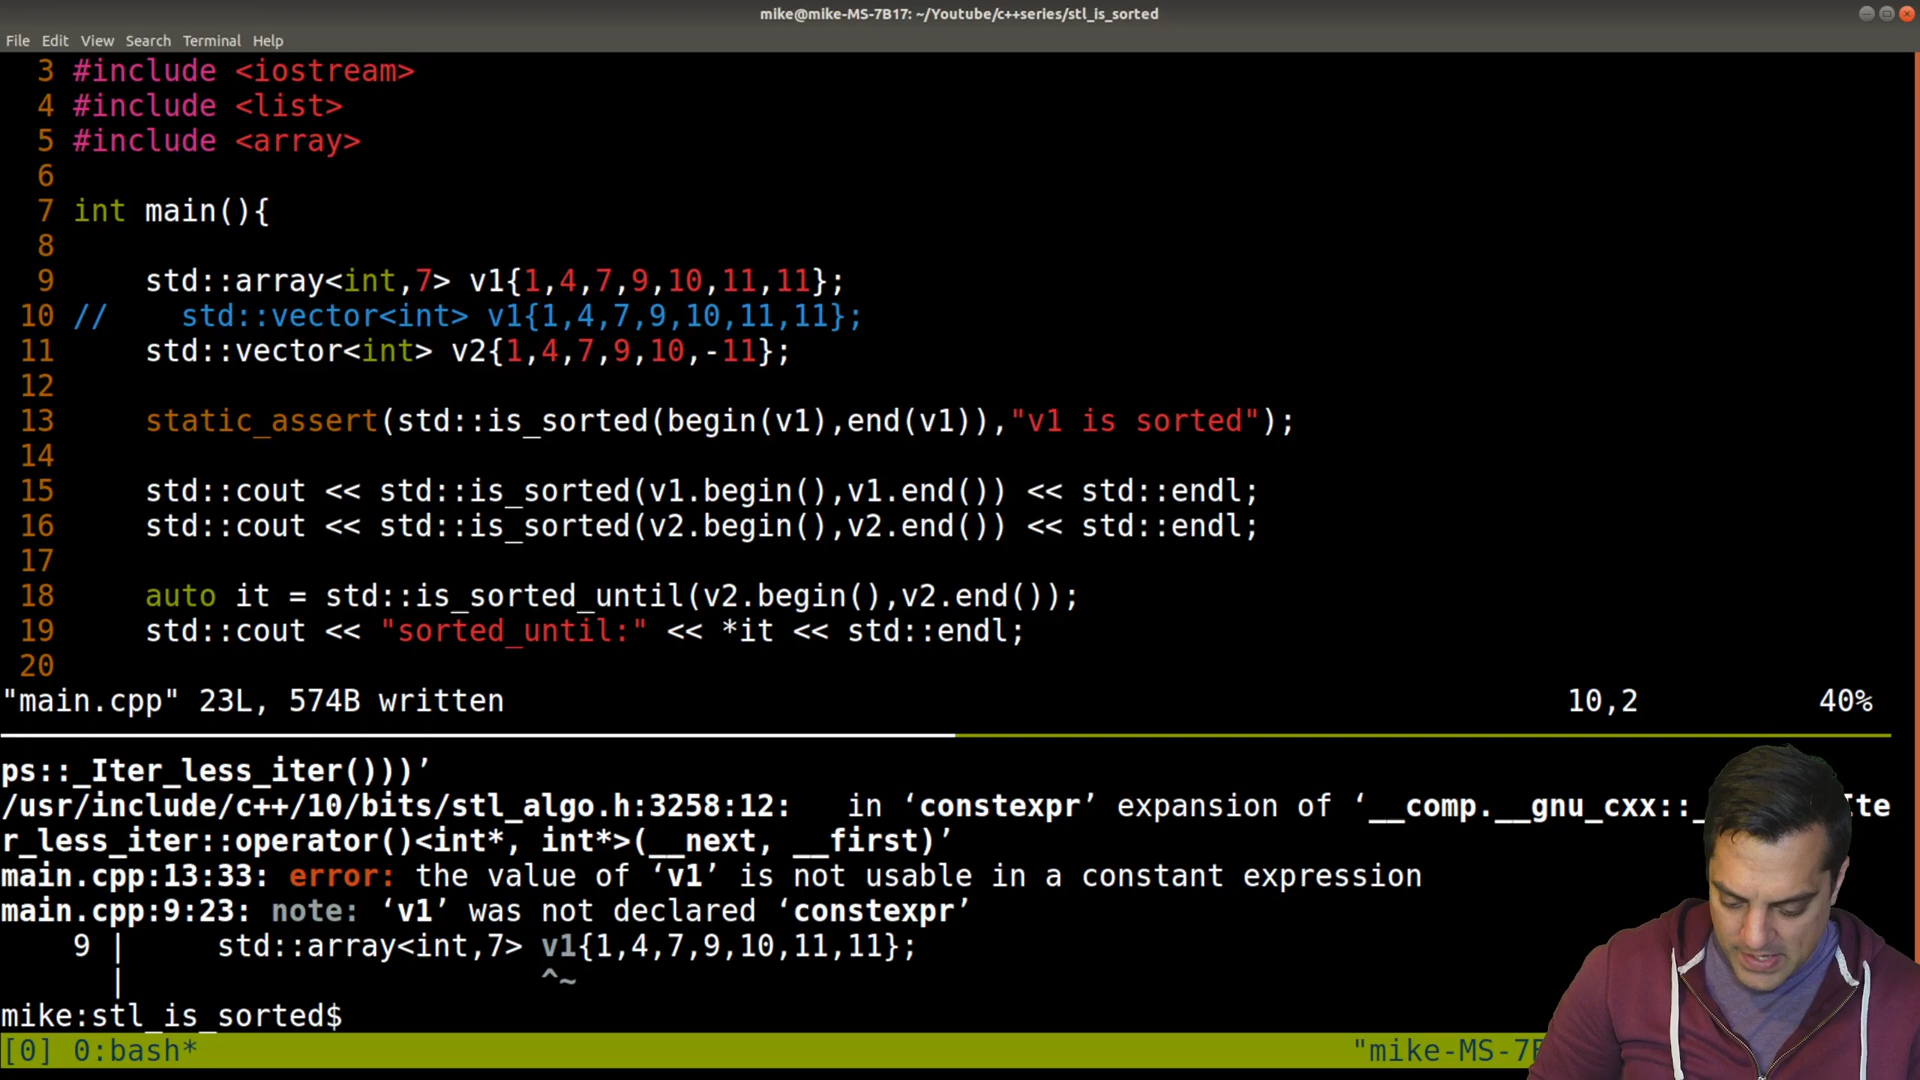 mike@mike-MS-7B17: ~/Youtube/c++series/stl_is_sorted
File Edit View Search Terminal Help
3 #include <iostream>
4 #include <list>
5 #include <array>
6
7 int main(){
8
9     std::array<int,7> v1{1,4,7,9,10,11,11};
10 //    std::vector<int> v1{1,4,7,9,10,11,11};
11     std::vector<int> v2{1,4,7,9,10,-11};
12
13     static_assert(std::is_sorted(begin(v1),end(v1)),"v1 is sorted");
14
15     std::cout << std::is_sorted(v1.begin(),v1.end()) << std::endl;
16     std::cout << std::is_sorted(v2.begin(),v2.end()) << std::endl;
17
18     auto it = std::is_sorted_until(v2.begin(),v2.end());
19     std::cout << "sorted_until:" << *it << std::endl;
20
"main.cpp" 23L, 574B written 10,2 40%
ps::_Iter_less_iter()))’
/usr/include/c++/10/bits/stl_algo.h:3258:12:   in ‘constexpr’ expansion of ‘__comp.__gnu_cxx::_ te
r_less_iter::operator()<int*, int*>(__next, __first)’
main.cpp:13:33: error: the value of ‘v1’ is not usable in a constant expression
main.cpp:9:23: note: ‘v1’ was not declared ‘constexpr’
9 |     std::array<int,7> v1{1,4,7,9,10,11,11};
|                       ^~
mike:stl_is_sorted$
[0] 0:bash* "mike-MS-7